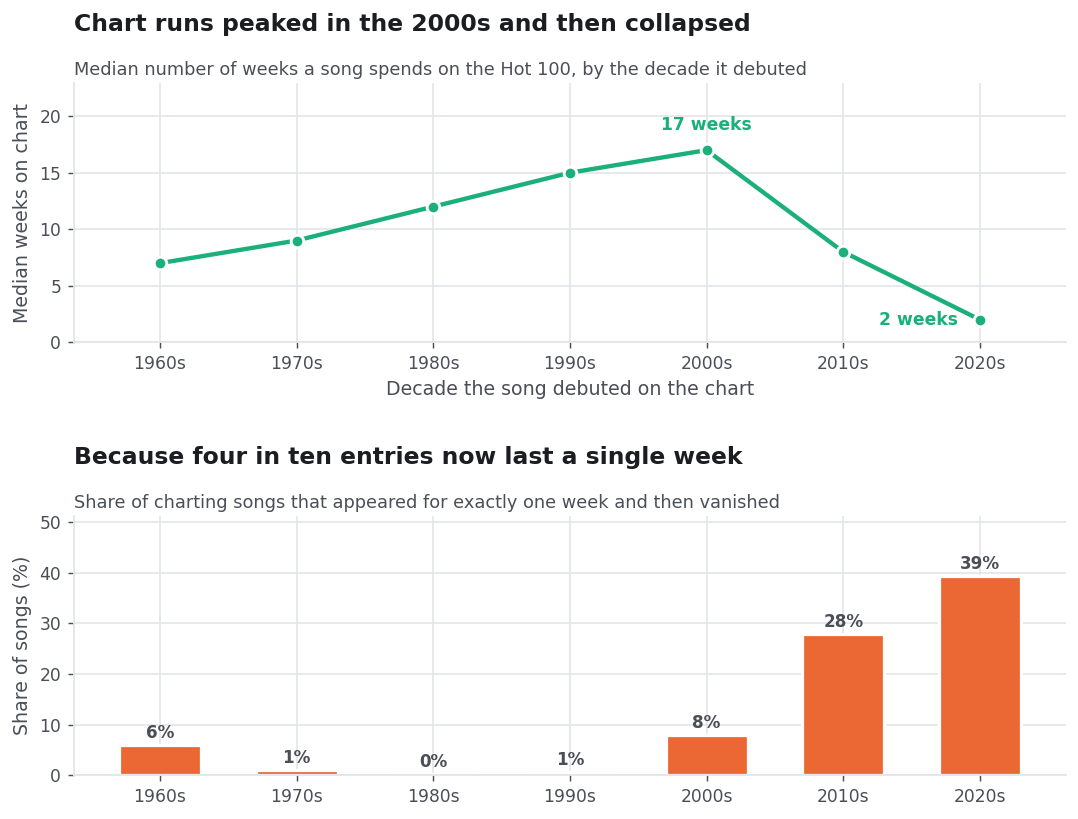 Chart runs peaked in the 2000s and then collapsed
Median number of weeks a song spends on the Hot 100, by the decade it debuted
Median weeks on chart
20
15
10
5
0
17 weeks
2 weeks
1960s 1970s 1980s 1990s 2000s 2010s 2020s
Decade the song debuted on the chart
Because four in ten entries now last a single week
Share of charting songs that appeared for exactly one week and then vanished
Share of songs (%)
50
40
30
20
10
0
6% 1% 0% 1% 8% 28% 39%
1960s 1970s 1980s 1990s 2000s 2010s 2020s